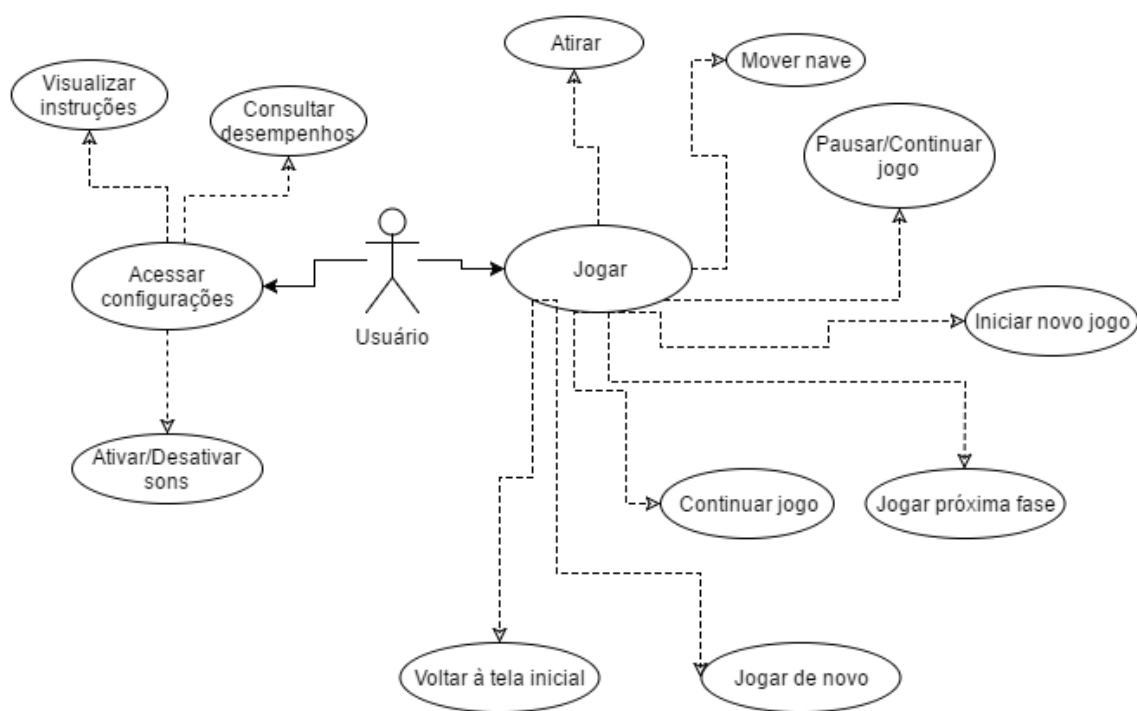 Atirar
Mover nave
Visualizar
instruções
Consultar
desempenhos
Pausar/Continuar
jogo
Acessar
configurações
Jogar
Usuário
Iniciar novo jogo
Ativar/Desativar
sons
Continuar jogo
Jogar próxima fase
Voltar à tela inicial
Jogar de novo